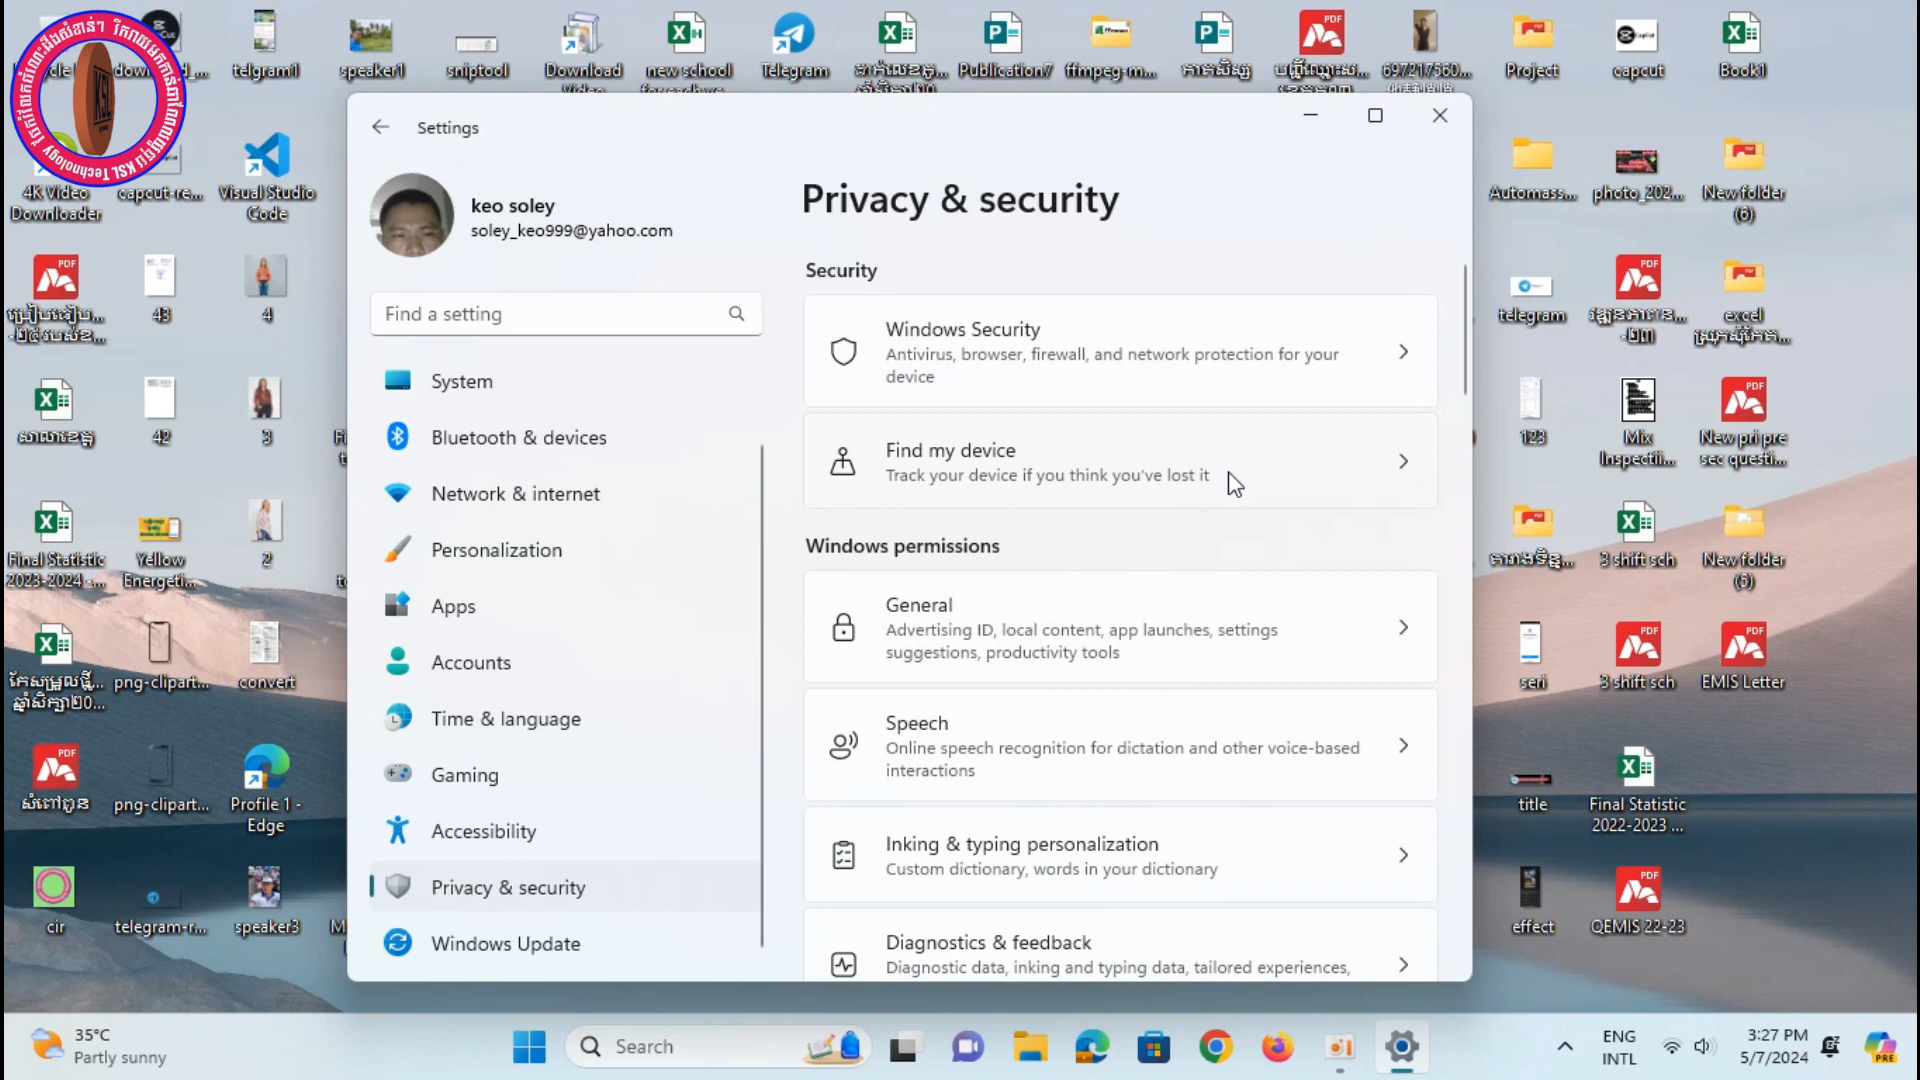 telgram1
speaker1
sniptool
Download
Telegram
Publication7
ffmpeg-m...
Project
capcut
Book1
new school
KSL Technology
4K Video
Downloader
capcut-re...
Visual Studio
Code
Automass...
photo_202...
New folder
(6)
43
4
telegram
excel
42
3
123
Mix
Inspectii...
New pri pre
sec questi...
Final Statistic
2023-2024 -...
Yellow
Energeti...
2
3 shift sch
New folder
(5)
png-clipart...
convert
seri
3 shift sch
EMIS Letter
png-clipart...
Profile 1 -
Edge
title
Final Statistic
2022-2023 ...
cir
telegram-r...
speaker3
effect
QEMIS 22-23
Settings
keo soley
soley_keo999@yahoo.com
Find a setting
System
Bluetooth & devices
Network & internet
Personalization
Apps
Accounts
Time & language
Gaming
Accessibility
Privacy & security
Windows Update
Privacy & security
Security
Windows Security
Antivirus, browser, firewall, and network protection for your
device
Find my device
Track your device if you think you've lost it
Windows permissions
General
Advertising ID, local content, app launches, settings
suggestions, productivity tools
Speech
Online speech recognition for dictation and other voice-based
interactions
Inking & typing personalization
Custom dictionary, words in your dictionary
Diagnostics & feedback
Diagnostic data, inking and typing data, tailored experiences,
35°C
Partly sunny
Search
ENG
INTL
3:27 PM
5/7/2024